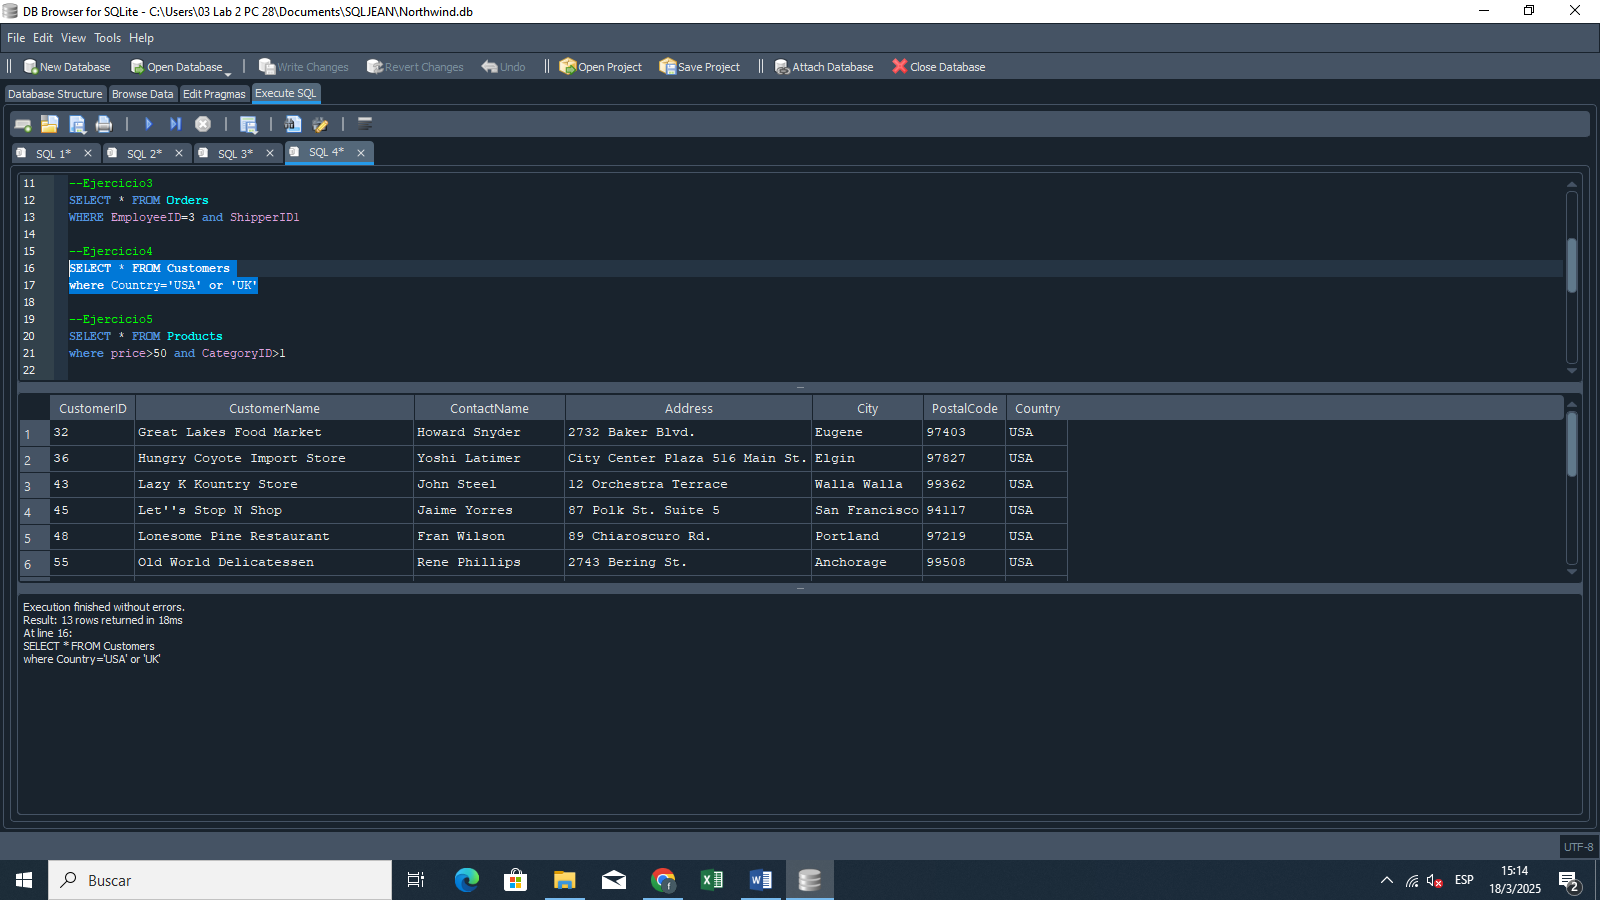 DB Browser for SQLite - C:\Users\03 Lab 2 PC 28\Documents\SQLJEAN\Northwind.db
File Edit View Tools Help
New Database Open Database Write Changes Revert Changes Undo Open Project Save Project Attach Database Close Database
Database Structure Browse Data Edit Pragmas Execute SQL
SQL 1* SQL 2* SQL 3* SQL 4*
11 --Ejercicio3
12 SELECT * FROM Orders
13 WHERE EmployeeID=3 and ShipperID1
14
15 --Ejercicio4
16 SELECT * FROM Customers
17 where Country='USA' or 'UK'
18
19 --Ejercicio5
20 SELECT * FROM Products
21 where price>50 and CategoryID>1
22
CustomerID CustomerName ContactName Address City PostalCode Country
1 32 Great Lakes Food Market Howard Snyder 2732 Baker Blvd. Eugene 97403 USA
2 36 Hungry Coyote Import Store Yoshi Latimer City Center Plaza 516 Main St. Elgin 97827 USA
3 43 Lazy K Kountry Store John Steel 12 Orchestra Terrace Walla Walla 99362 USA
4 45 Let''s Stop N Shop Jaime Yorres 87 Polk St. Suite 5 San Francisco 94117 USA
5 48 Lonesome Pine Restaurant Fran Wilson 89 Chiaroscuro Rd. Portland 97219 USA
6 55 Old World Delicatessen Rene Phillips 2743 Bering St. Anchorage 99508 USA
Execution finished without errors.
Result: 13 rows returned in 18ms
At line 16:
SELECT * FROM Customers
where Country='USA' or 'UK'
UTF-8
Buscar
ESP
15:14
18/3/2025
2